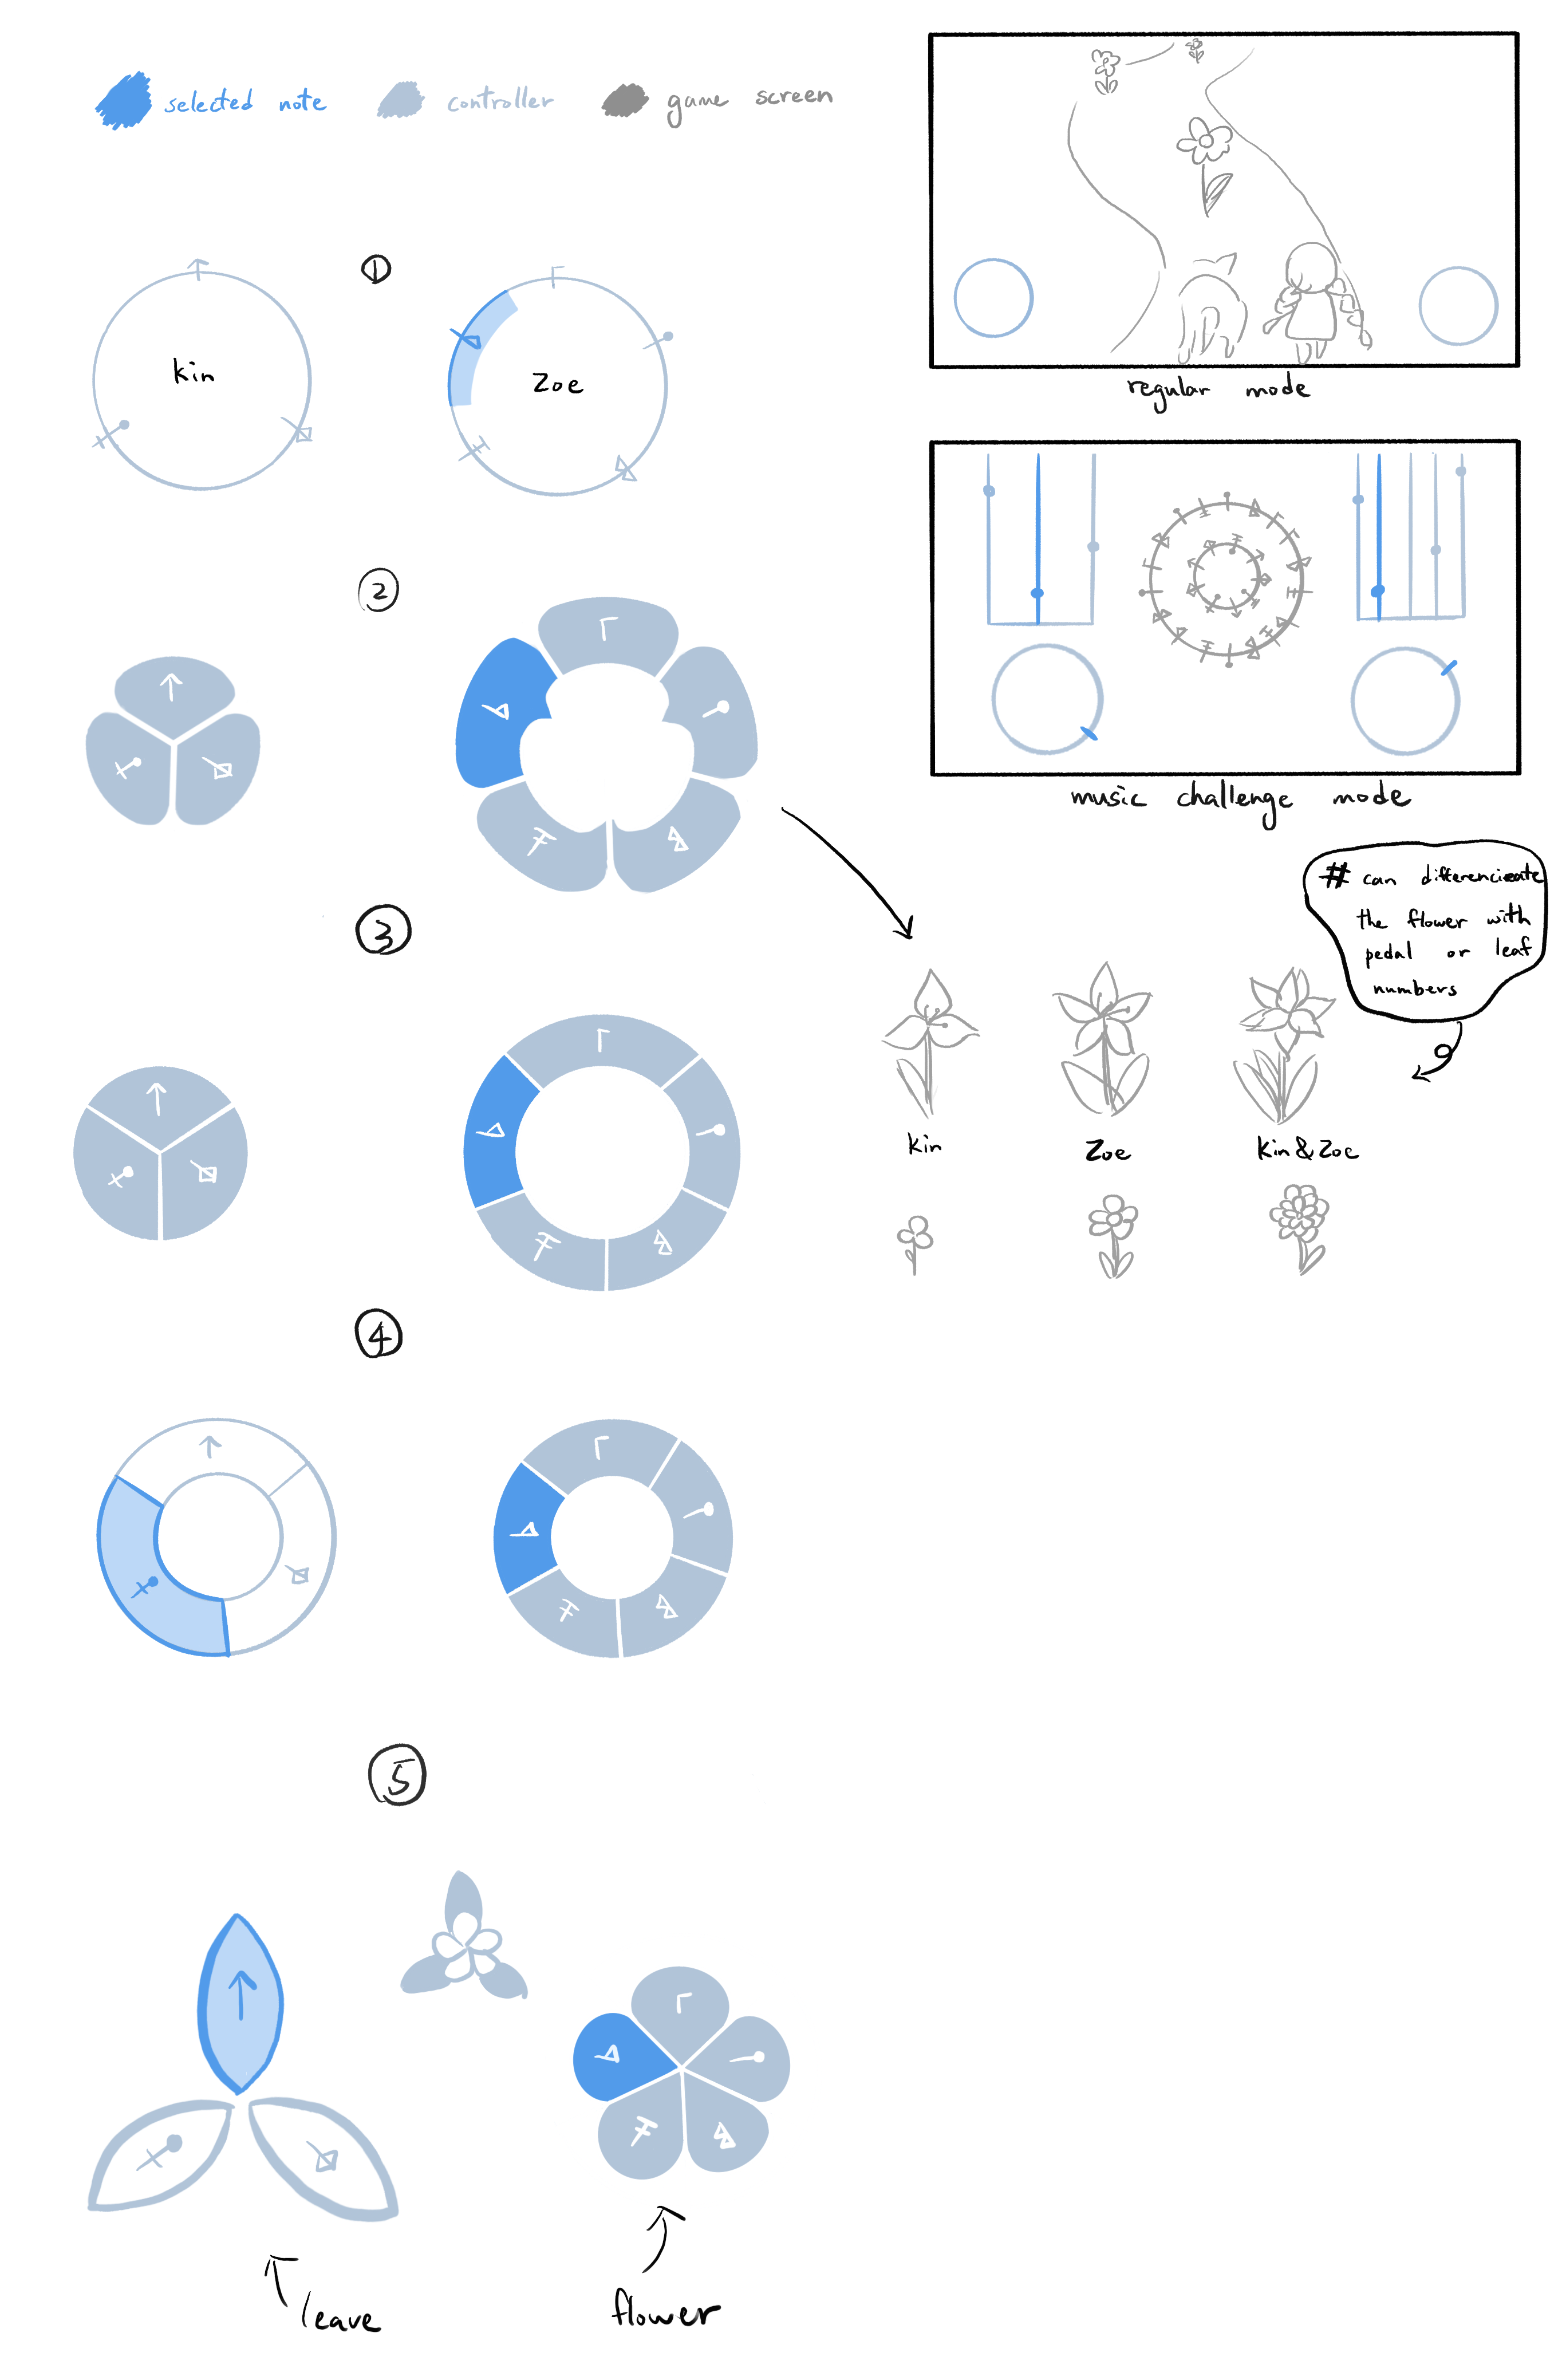 selected note
controller
game screen
regular mode
①
kin
Zoe
②
music challenge mode
# can differencieate
the flower with
pedal or leaf
numbers
③
kin
Zoe
kin & Zoe
④
⑤
leave
flower